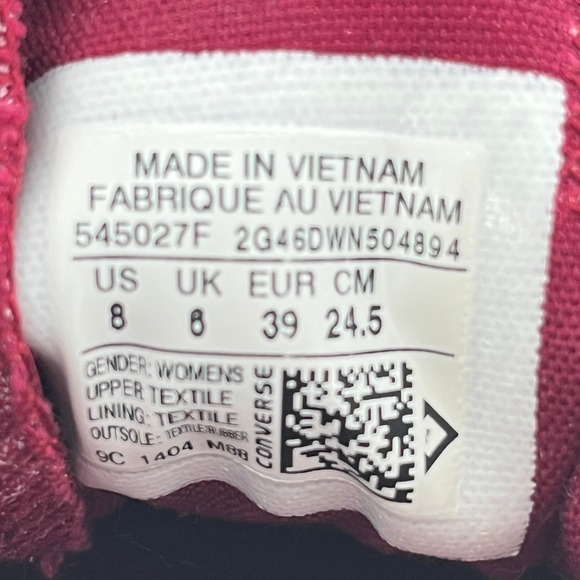 MADE IN VIETNAM
FABRIQUE AU VIETNAM
545027F 2G46DWN504894
US UK EUR CM
8 6 39 24.5
GENDER: WOMENS
UPPER TEXTILE
LINING: TEXTILE
OUTSOLE: TEXTILE/RUBBER
9C 1404 M88
CONVERSE